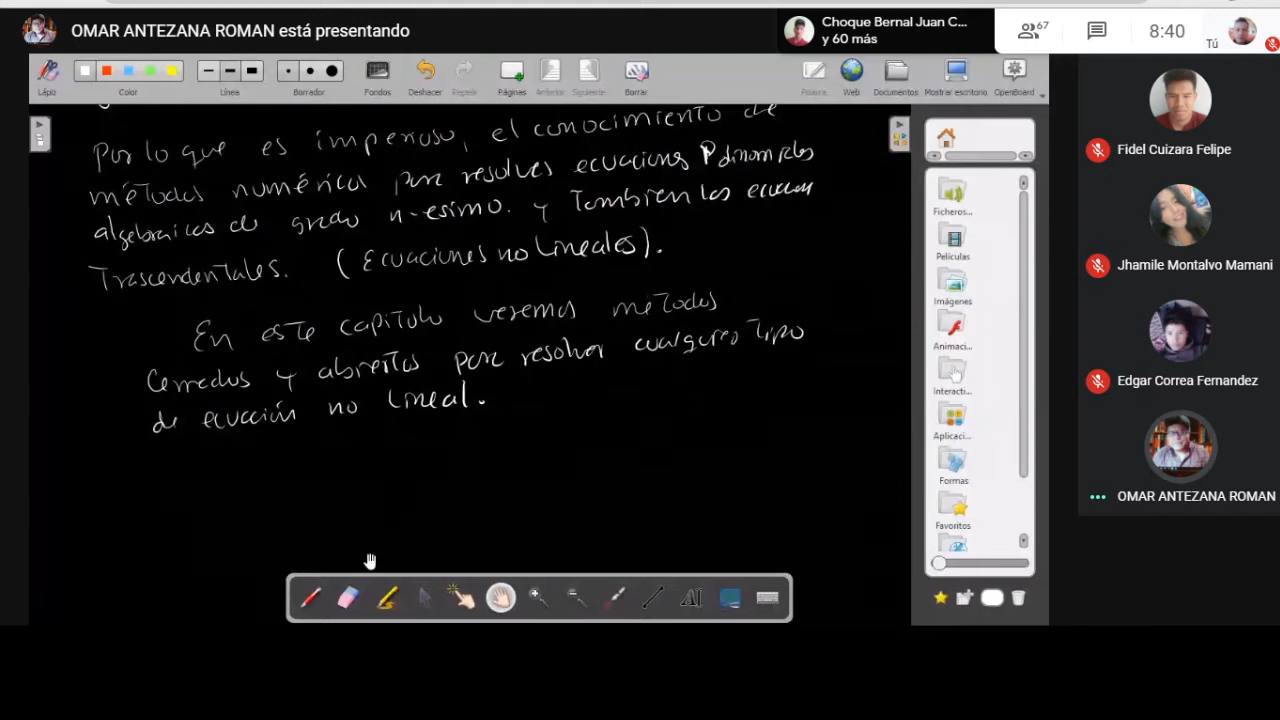 OMAR ANTEZANA ROMAN está presentando
Choque Bernal Juan C...
y 60 más
67
8:40
Tú
Lápiz
Color
Línea
Borrador
Fondos
Deshacer
Repetir
Páginas
Anterior
Siguiente
Borrar
Pizarra
Web
Documentos
Mostrar escritorio
OpenBoard
Por lo que es imperioso, el conocimiento de
métodos numérica para resolver ecuaciones Polinomiales
algebraicas de grado n-esimo. y Tambien las
Trascendentales. (Ecuaciones no Lineales).
En este capitulo veremos métodos
Cerrados y abiertos para resolver cualquier tipo
de ecuación no Lineal.
Ficheros...
Películas
Imágenes
Animaci...
Interacti...
Aplicaci...
Formas
Favoritos
Fidel Cuizara Felipe
Jhamile Montalvo Mamani
Edgar Correa Fernandez
OMAR ANTEZANA ROMAN